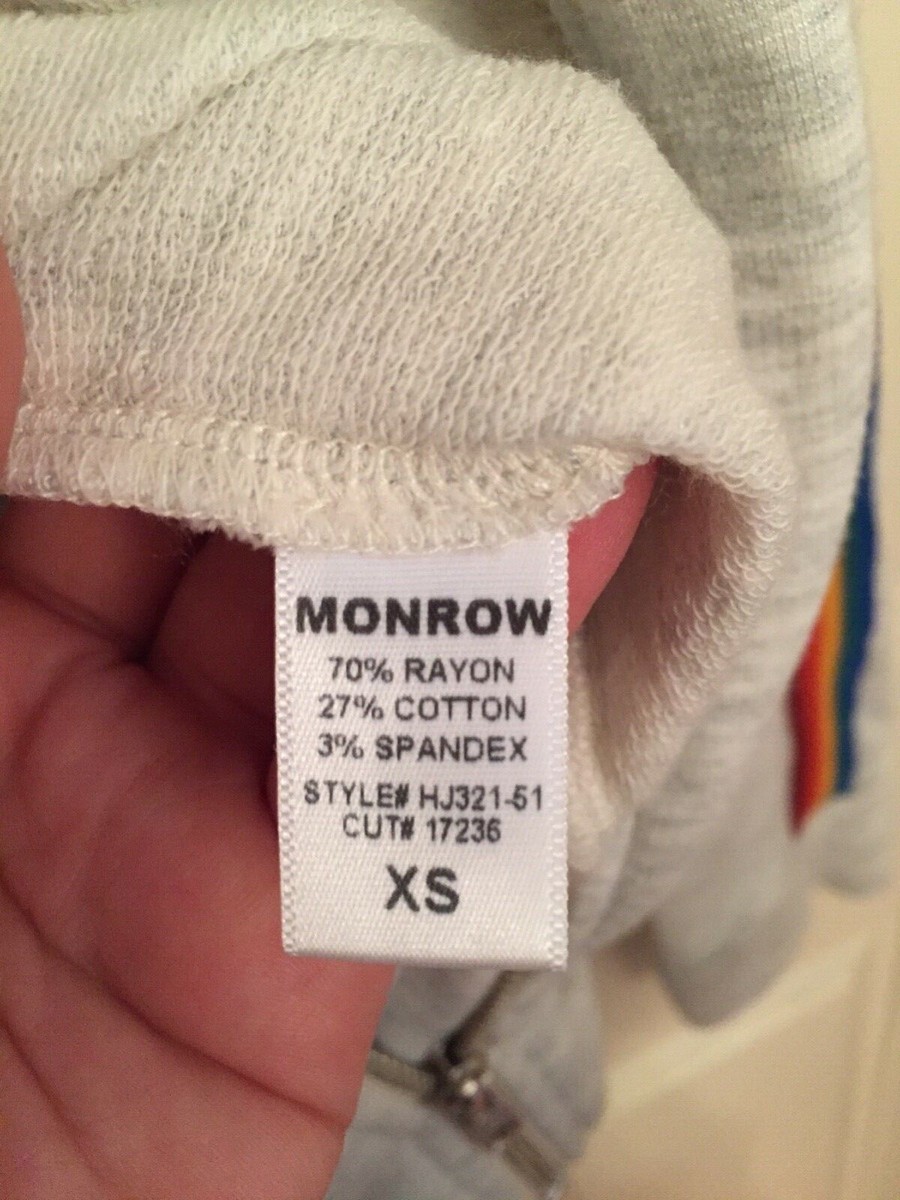 MONROW
70% RAYON
27% COTTON
3% SPANDEX
STYLE# HJ321-51
CUT# 17236
XS